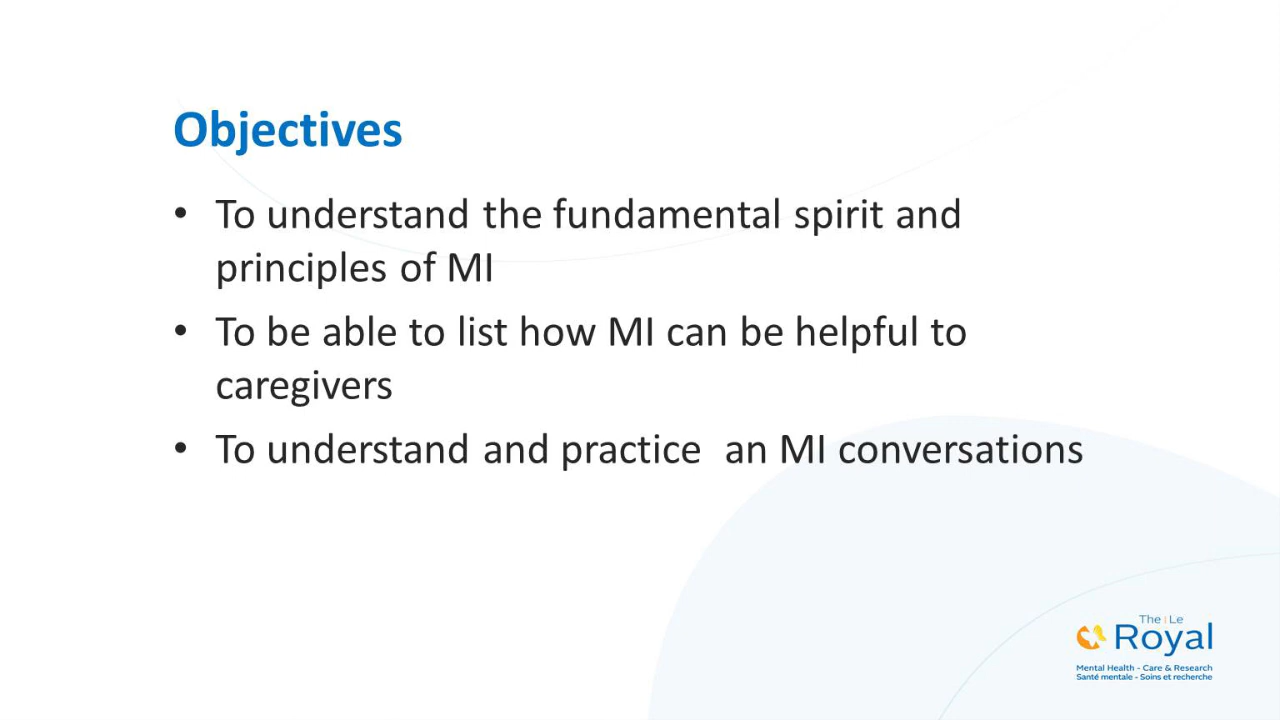 Objectives
• To understand the fundamental spirit and
principles of MI
• To be able to list how MI can be helpful to
caregivers
• To understand and practice  an MI conversations
The | Le
Royal
Mental Health - Care & Research
Santé mentale - Soins et recherche